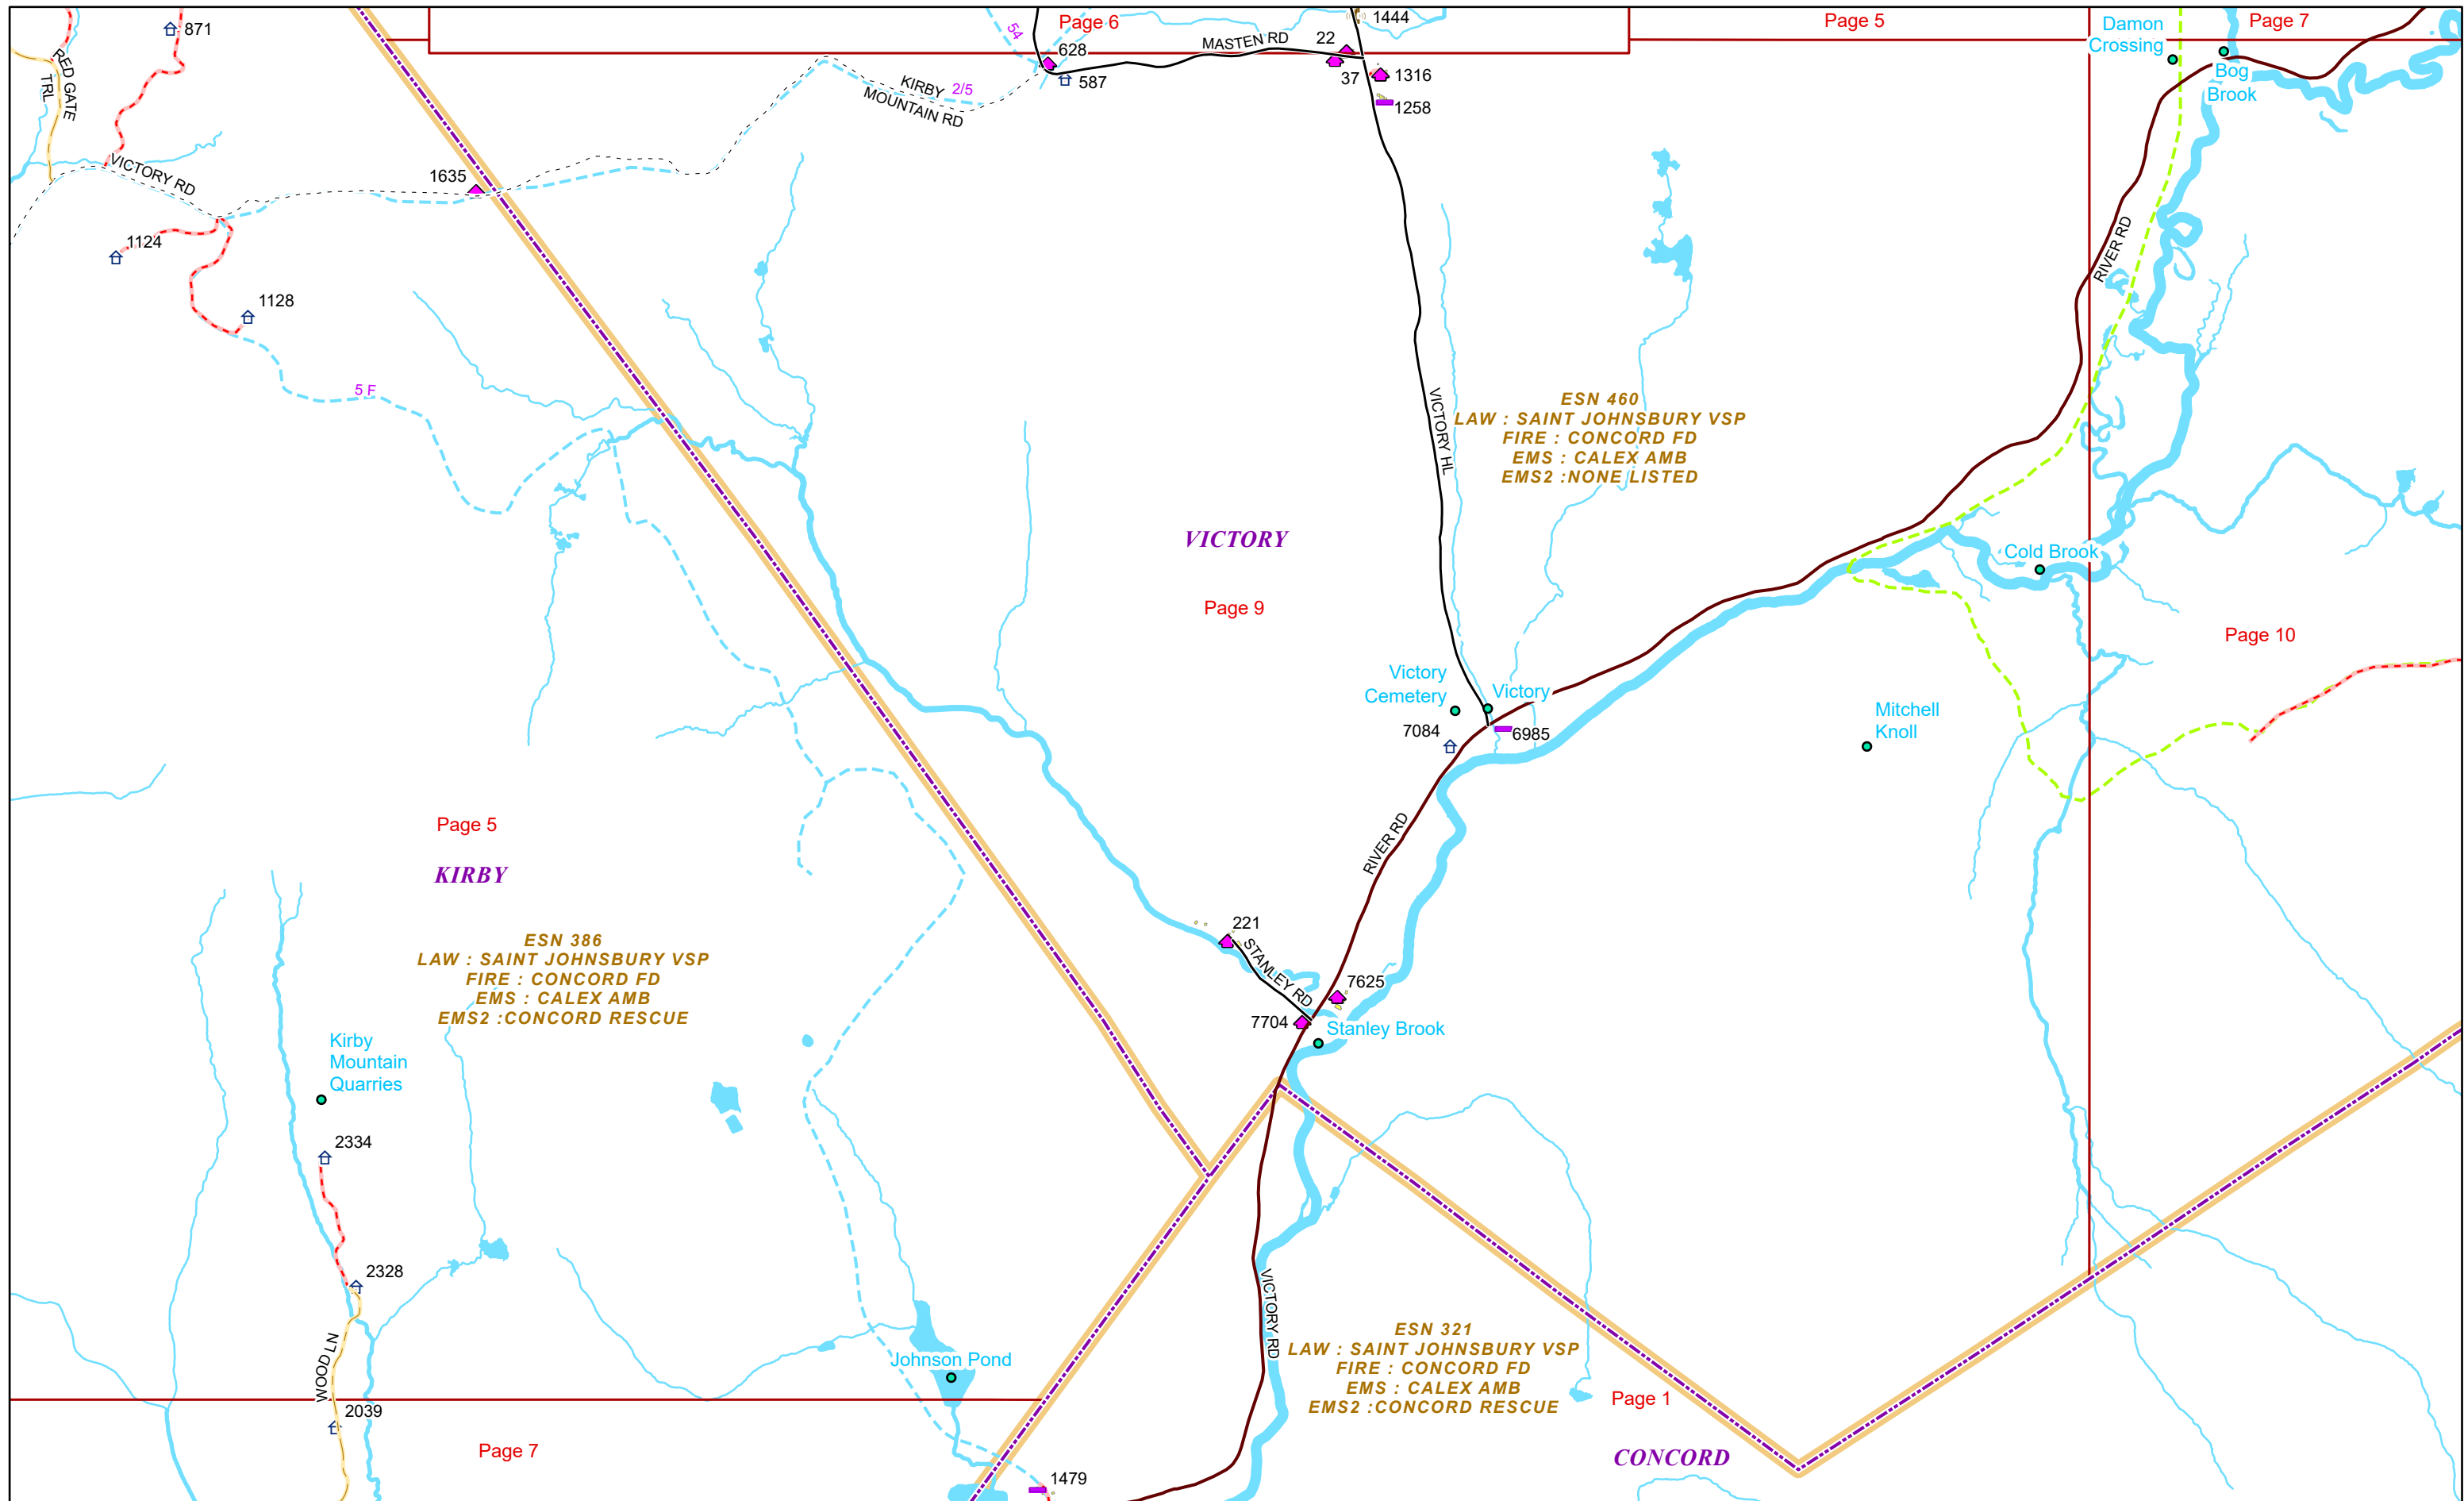 871
Page 6
1444
Page 5
Damon
Crossing
Page 7
RED GATE
TRL
54
628
587
MASTEN RD
22
37
1316
1258
Bog
Brook
KIRBY
MOUNTAIN RD
2/5
VICTORY RD
1635
1124
1128
RIVER RD
5 F
VICTORY HL
ESN 460
LAW : SAINT JOHNSBURY VSP
FIRE : CONCORD FD
EMS : CALEX AMB
EMS2 :NONE LISTED
VICTORY
Cold Brook
Page 9
Page 10
Victory
Cemetery
Victory
7084
6985
Mitchell
Knoll
Page 5
KIRBY
RIVER RD
221
STANLEY RD
ESN 386
LAW : SAINT JOHNSBURY VSP
FIRE : CONCORD FD
EMS : CALEX AMB
EMS2 :CONCORD RESCUE
7625
7704
Stanley Brook
Kirby
Mountain
Quarries
2334
2328
WOOD LN
VICTORY RD
Johnson Pond
ESN 321
LAW : SAINT JOHNSBURY VSP
FIRE : CONCORD FD
EMS : CALEX AMB
EMS2 :CONCORD RESCUE
Page 1
2039
Page 7
CONCORD
1479